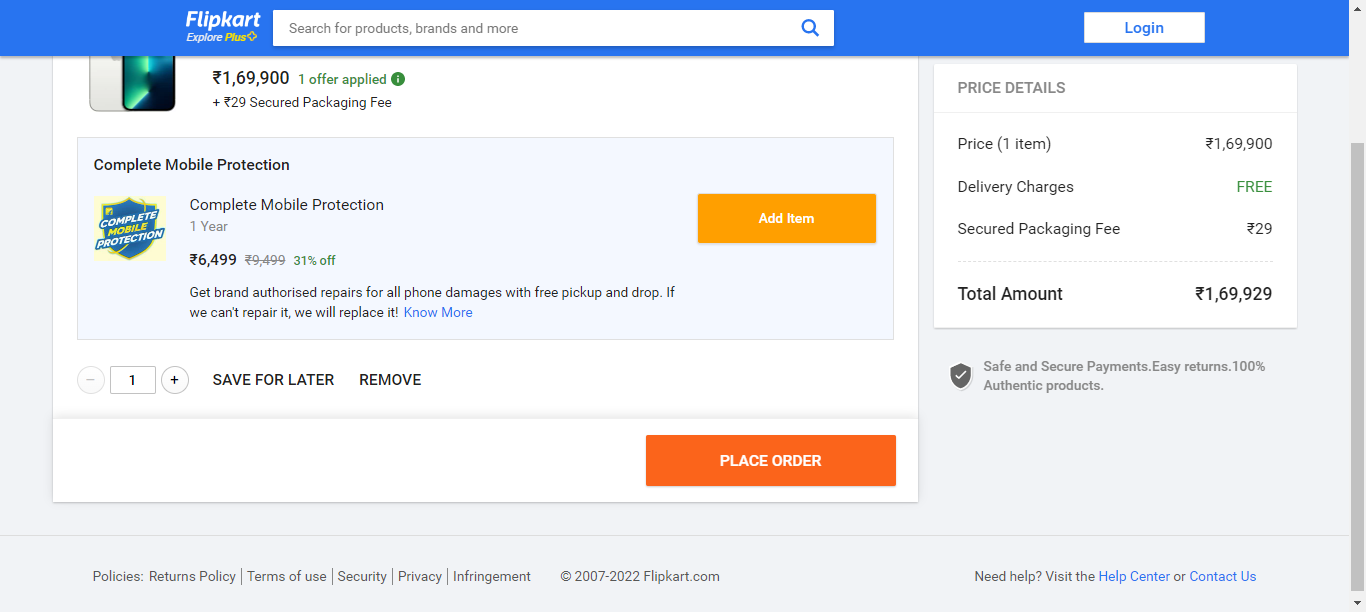 Flipkart
Explore Plus
Search for products, brands and more
Login
₹1,69,900 1 offer applied
+ ₹29 Secured Packaging Fee
Complete Mobile Protection
COMPLETE
MOBILE
PROTECTION
Complete Mobile Protection
1 Year
₹6,499 ₹9,499 31% off
Get brand authorised repairs for all phone damages with free pickup and drop. If
we can't repair it, we will replace it! Know More
Add Item
− 1 + SAVE FOR LATER REMOVE
PLACE ORDER
PRICE DETAILS
Price (1 item) ₹1,69,900
Delivery Charges FREE
Secured Packaging Fee ₹29
Total Amount ₹1,69,929
Safe and Secure Payments.Easy returns.100%
Authentic products.
Policies: Returns Policy | Terms of use | Security | Privacy | Infringement © 2007-2022 Flipkart.com Need help? Visit the Help Center or Contact Us